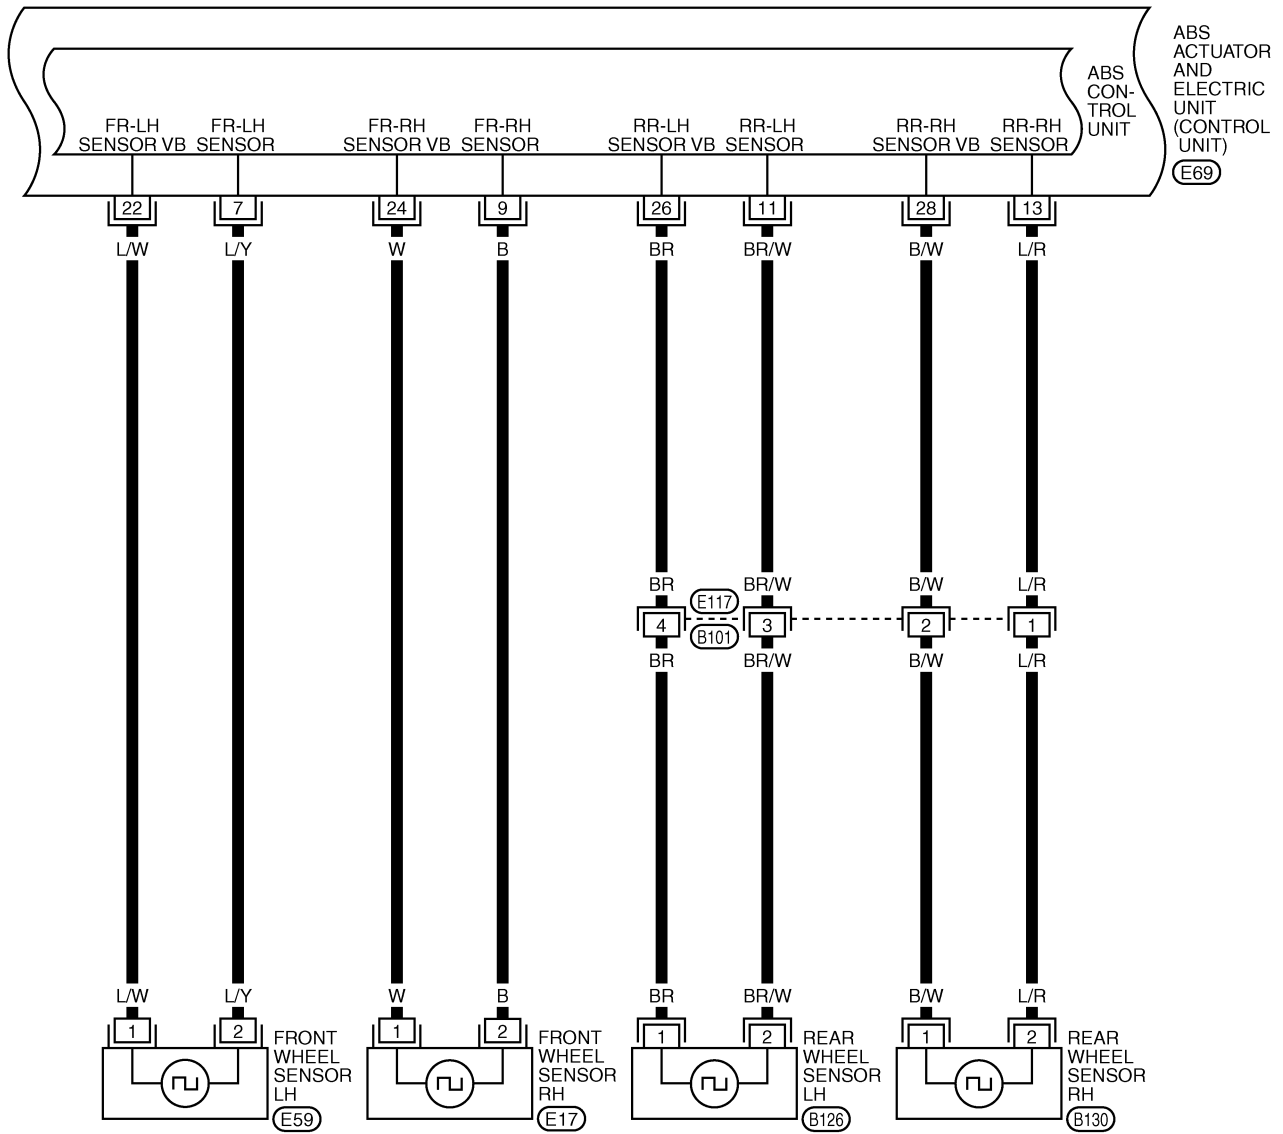 ABS
ACTUATOR
AND
ELECTRIC
UNIT
(CONTROL
UNIT)
E69
ABS
CON-
TROL
UNIT
FR-LH
SENSOR VB
FR-LH
SENSOR
FR-RH
SENSOR VB
FR-RH
SENSOR
RR-LH
SENSOR VB
RR-LH
SENSOR
RR-RH
SENSOR VB
RR-RH
SENSOR
22 7 24 9 26 11 28 13
L/W L/Y W B BR BR/W B/W L/R
BR BR/W B/W L/R
E117
4 3 2 1
B101
BR BR/W B/W L/R
L/W L/Y W B BR BR/W B/W L/R
1 2 1 2 1 2 1 2
FRONT
WHEEL
SENSOR
LH
E59
FRONT
WHEEL
SENSOR
RH
E17
REAR
WHEEL
SENSOR
LH
B126
REAR
WHEEL
SENSOR
RH
B130